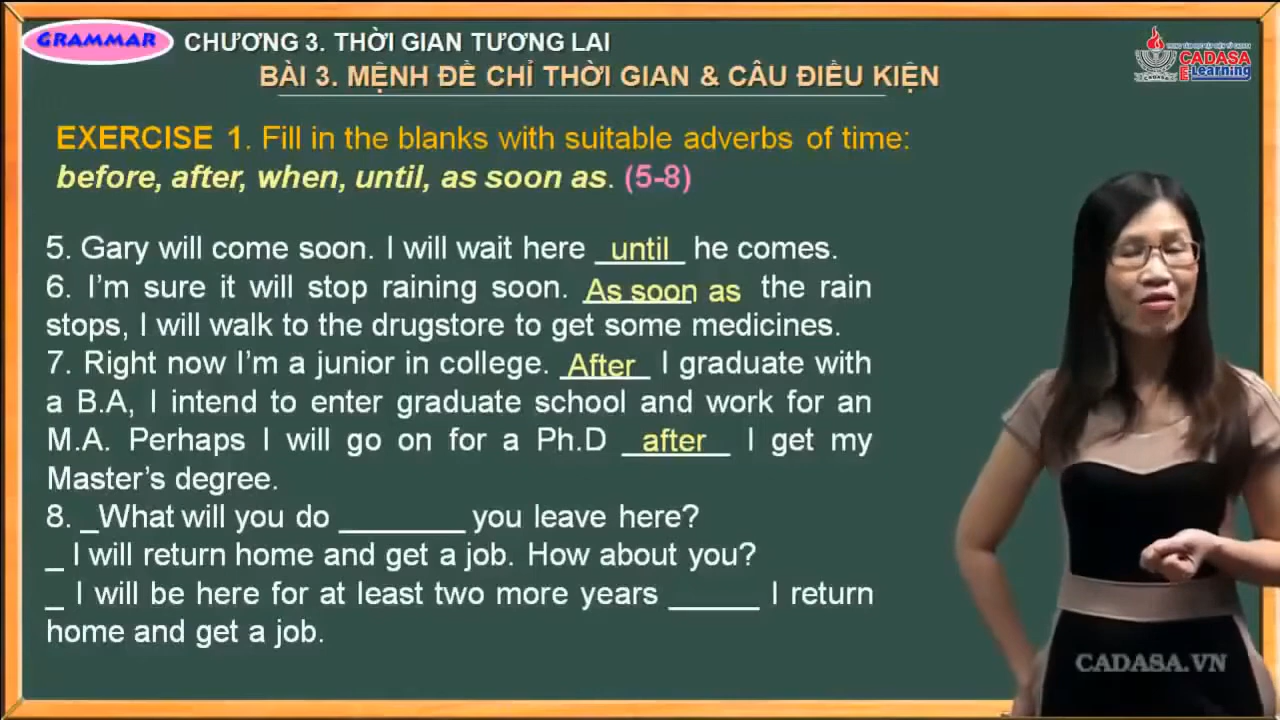 GRAMMAR
CHƯƠNG 3. THỜI GIAN TƯƠNG LAI
BÀI 3. MỆNH ĐỀ CHỈ THỜI GIAN & CÂU ĐIỀU KIỆN
CADASA
E-Learning
EXERCISE 1. Fill in the blanks with suitable adverbs of time:
before, after, when, until, as soon as. (5-8)
5. Gary will come soon. I will wait here until he comes.
6. I’m sure it will stop raining soon. As soon as the rain
stops, I will walk to the drugstore to get some medicines.
7. Right now I’m a junior in college. After I graduate with
a B.A, I intend to enter graduate school and work for an
M.A. Perhaps I will go on for a Ph.D after I get my
Master’s degree.
8. _What will you do ________ you leave here?
_ I will return home and get a job. How about you?
_ I will be here for at least two more years ______ I return
home and get a job.
CADASA.VN